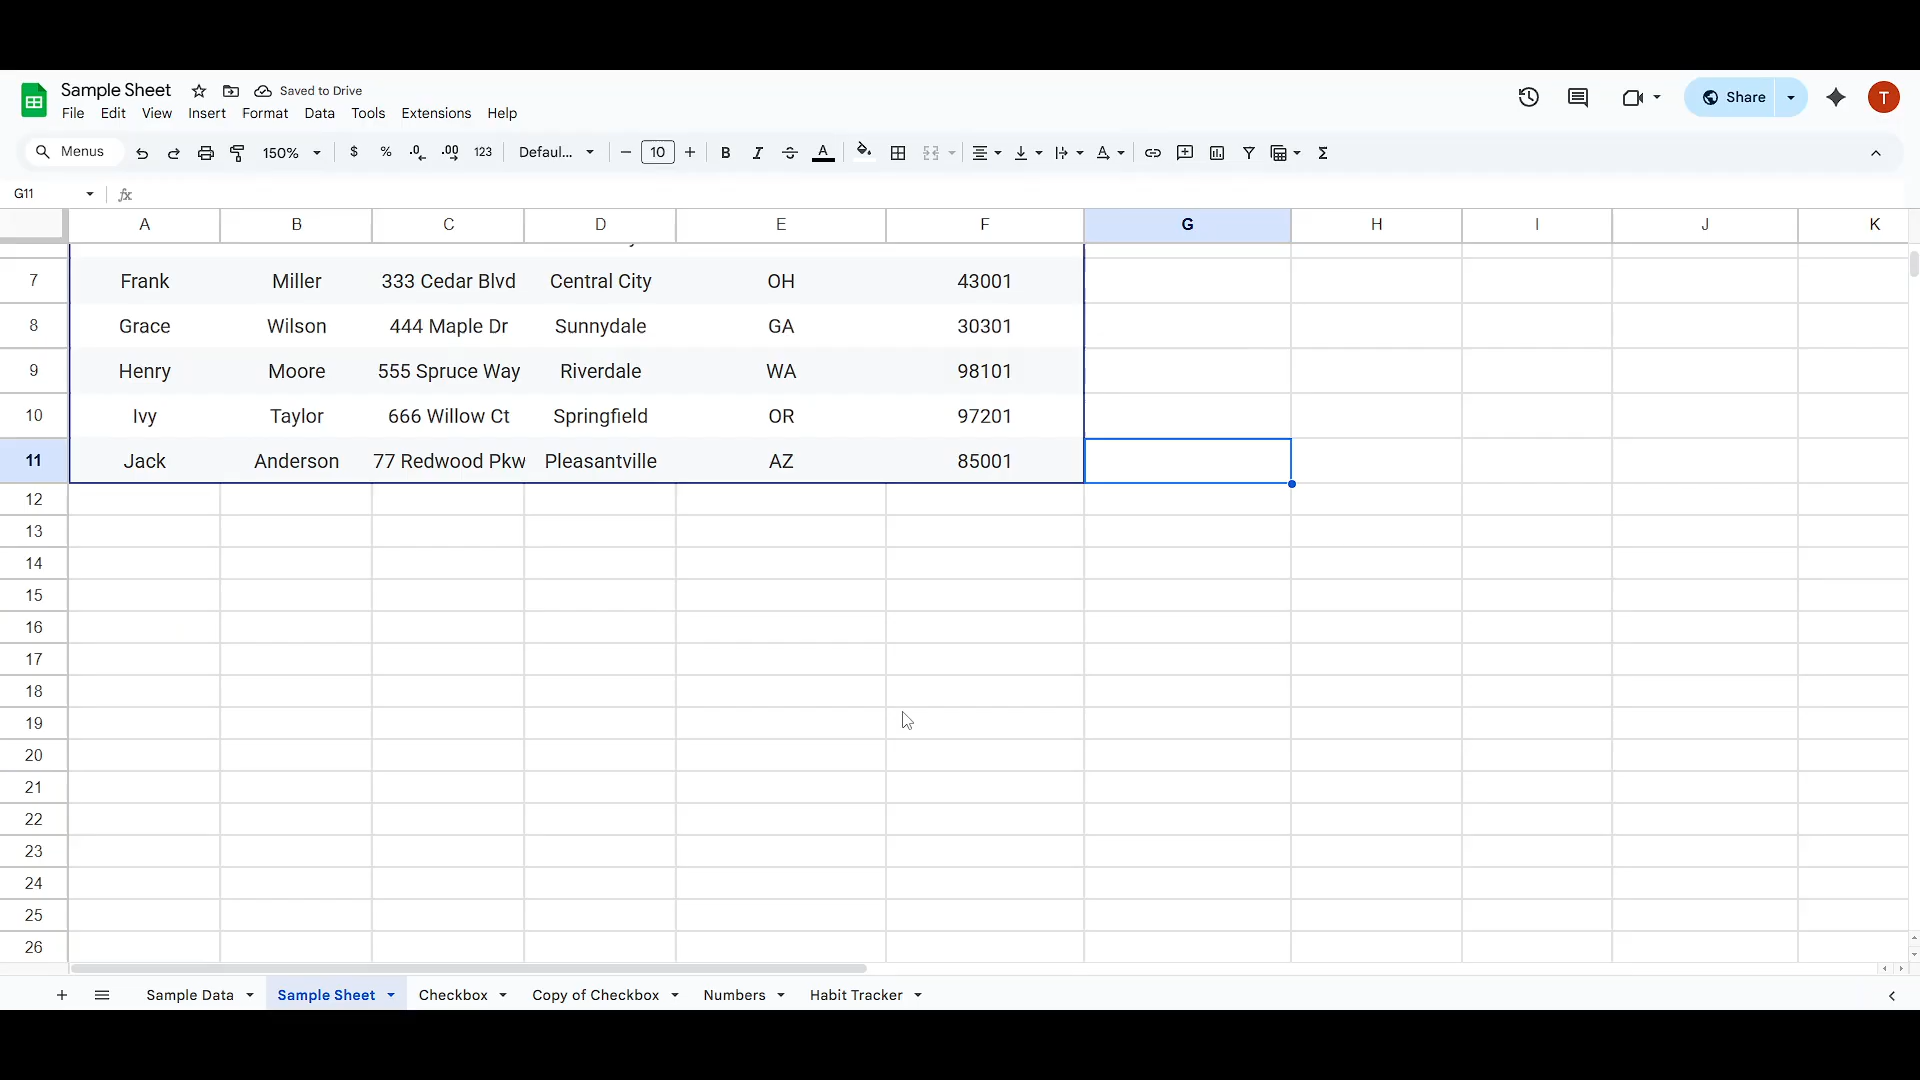 Sample Sheet Saved to Drive
File Edit View Insert Format Data Tools Extensions Help
Share T
Menus 150% $ % .0 .00 123 Defaul... 10 B I A
G11 fx
A B C D E F G H I J K
7 Frank Miller 333 Cedar Blvd Central City OH 43001
8 Grace Wilson 444 Maple Dr Sunnydale GA 30301
9 Henry Moore 555 Spruce Way Riverdale WA 98101
10 Ivy Taylor 666 Willow Ct Springfield OR 97201
11 Jack Anderson 77 Redwood Pkw Pleasantville AZ 85001
12
13
14
15
16
17
18
19
20
21
22
23
24
25
26
Sample Data Sample Sheet Checkbox Copy of Checkbox Numbers Habit Tracker